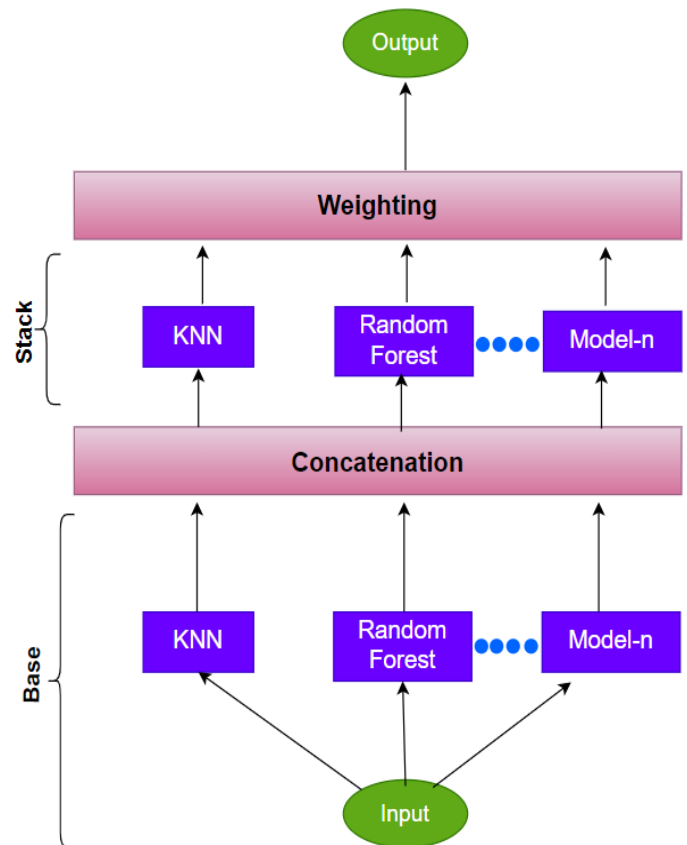 Output
Weighting
Stack
KNN
Random
Forest
Model-n
Concatenation
Base
KNN
Random
Forest
Model-n
Input